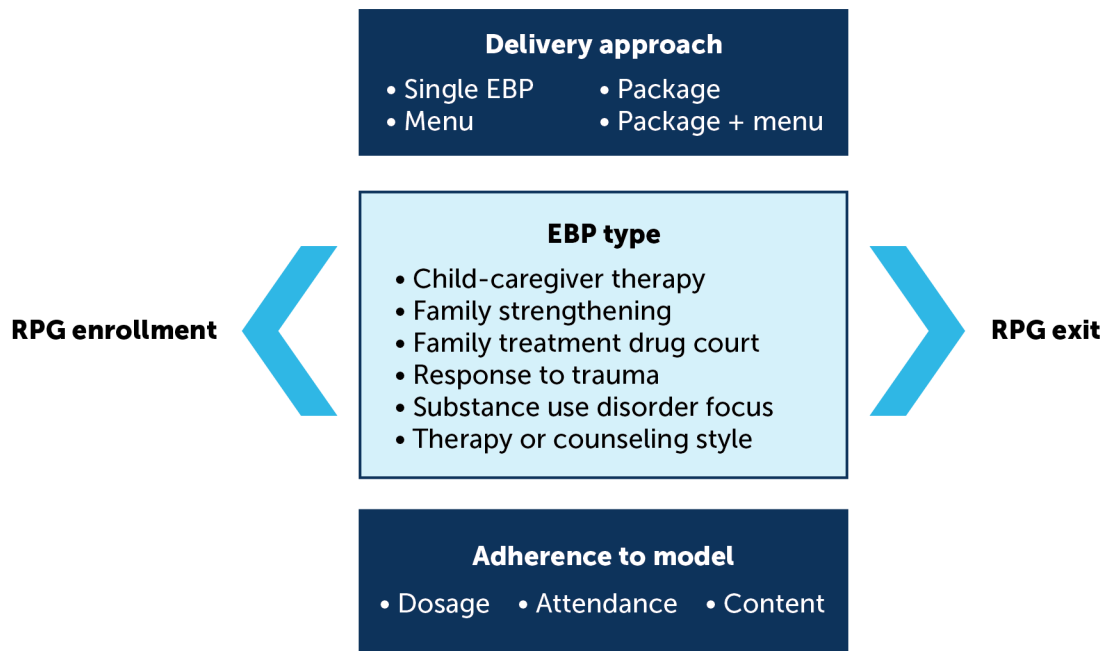 Delivery approach
• Single EBP • Package
• Menu • Package + menu
EBP type
• Child-caregiver therapy
• Family strengthening
• Family treatment drug court
• Response to trauma
• Substance use disorder focus
• Therapy or counseling style
RPG enrollment
RPG exit
Adherence to model
• Dosage • Attendance • Content